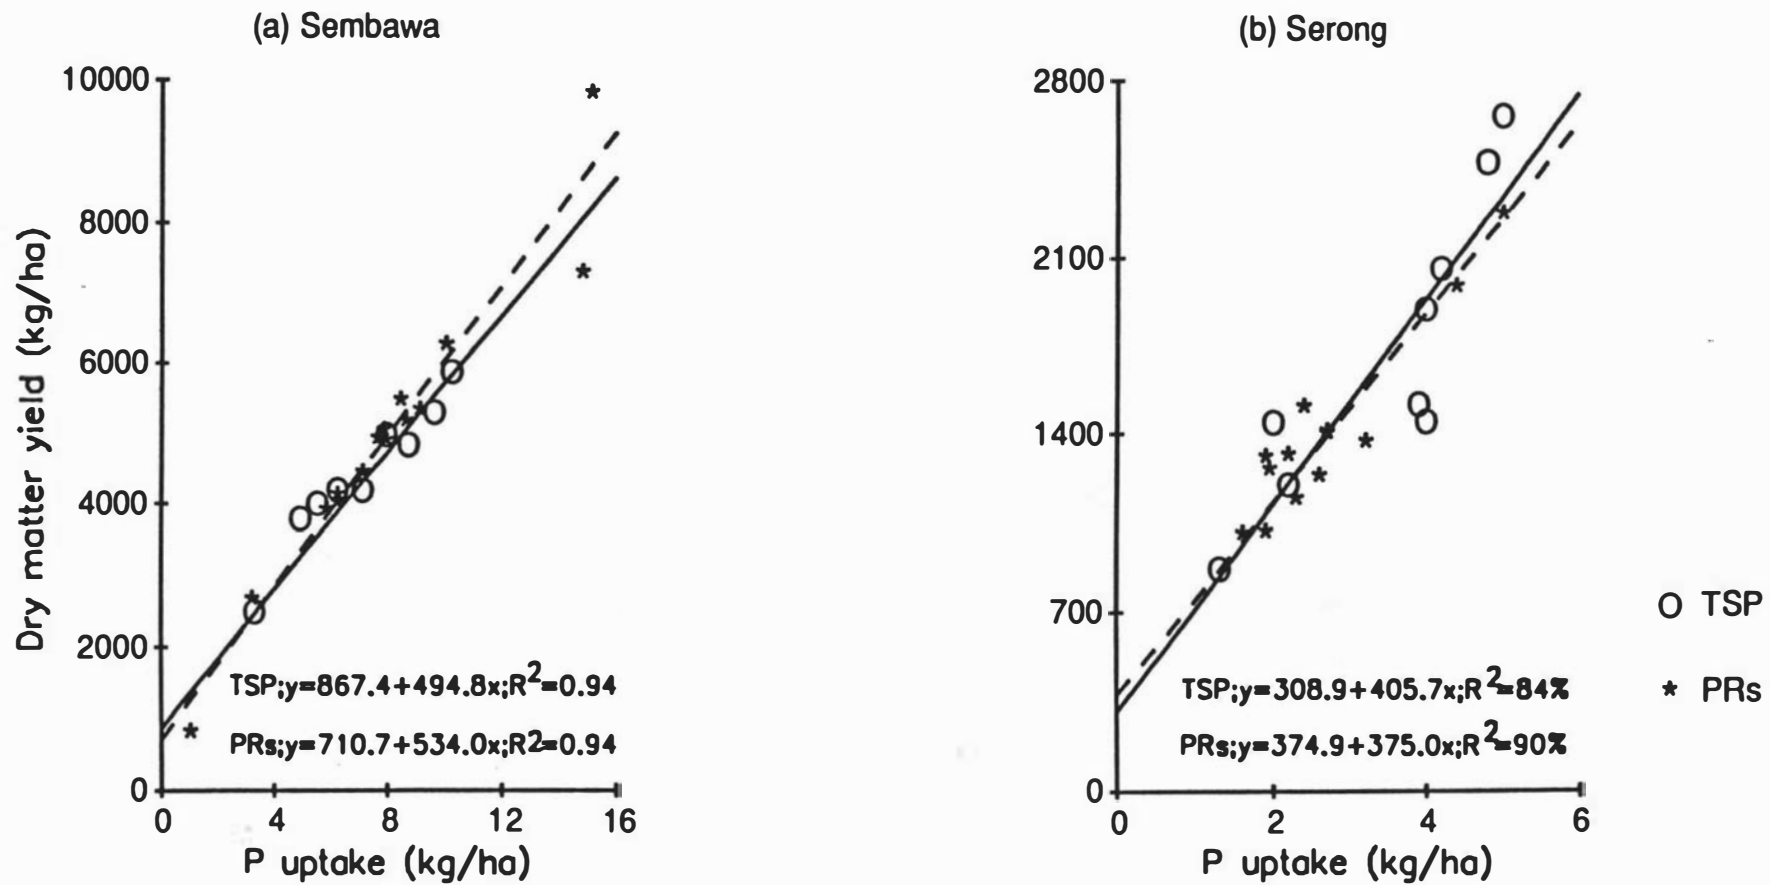 (a) Sembawa
10000
8000
6000
4000
2000
0
0 4 8 12 16
Dry matter yield (kg/ha)
P uptake (kg/ha)
TSP;y=867.4+494.8x;R²=0.94
PRs;y=710.7+534.0x;R2=0.94
(b) Serong
2800
2100
1400
700
0
0 2 4 6
P uptake (kg/ha)
TSP;y=308.9+405.7x;R²=84%
PRs;y=374.9+375.0x;R²=90%
O TSP
* PRs